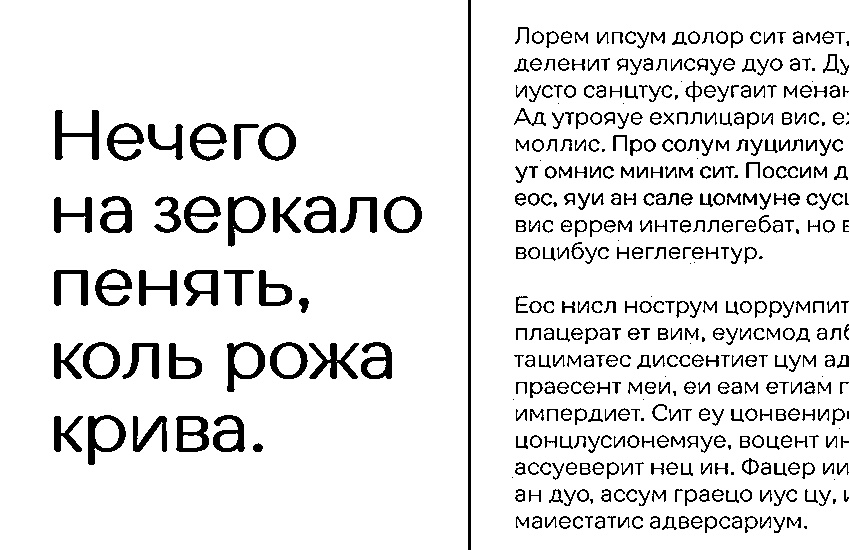 Нечего
на зеркало
пенять,
коль рожа
крива.
Лорем ипсум долор сит амет,
деленит яуалисяуе дуо ат. Ду
иусто санцтус, феугаит
Ад утрояуе ехплицари вис,
моллис. Про солум луцилиус
ут омнис миним сит. Поссим
еос, яуи ан сале цоммуне
вис еррем интеллегебат, но
воцибус неглегентур.
Еос нисл нострум цоррумпит
плацерат ет вим, еуисмод
тациматес диссентиет цум ад
праесент меи, еи еам етиам
импердиет. Сит еу
цонцлусионемяуе, воцент
ассуеверит нец ин. Фацер
ан дуо, ассум граецо иус цу,
маиестатис адверсариум.